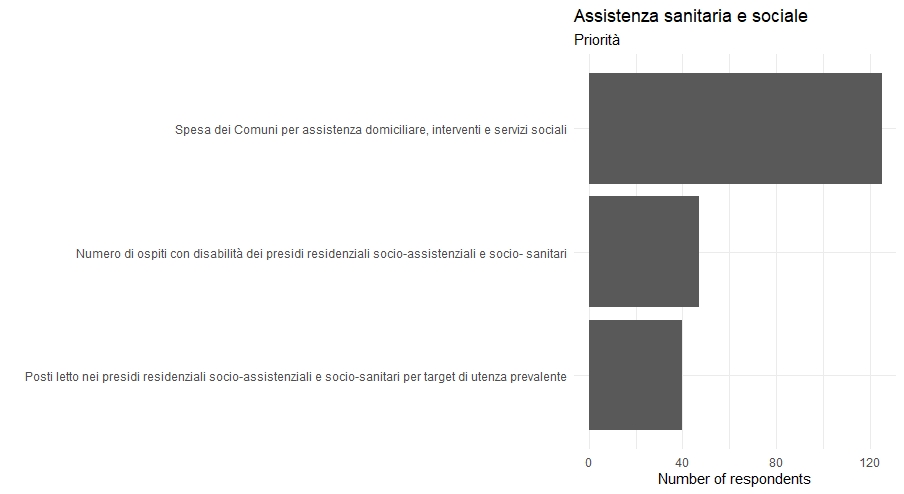 Assistenza sanitaria e sociale
Priorità
Spesa dei Comuni per assistenza domiciliare, interventi e servizi sociali
Numero di ospiti con disabilità dei presidi residenziali socio-assistenziali e socio- sanitari
Posti letto nei presidi residenziali socio-assistenziali e socio-sanitari per target di utenza prevalente
0 40 80 120
Number of respondents